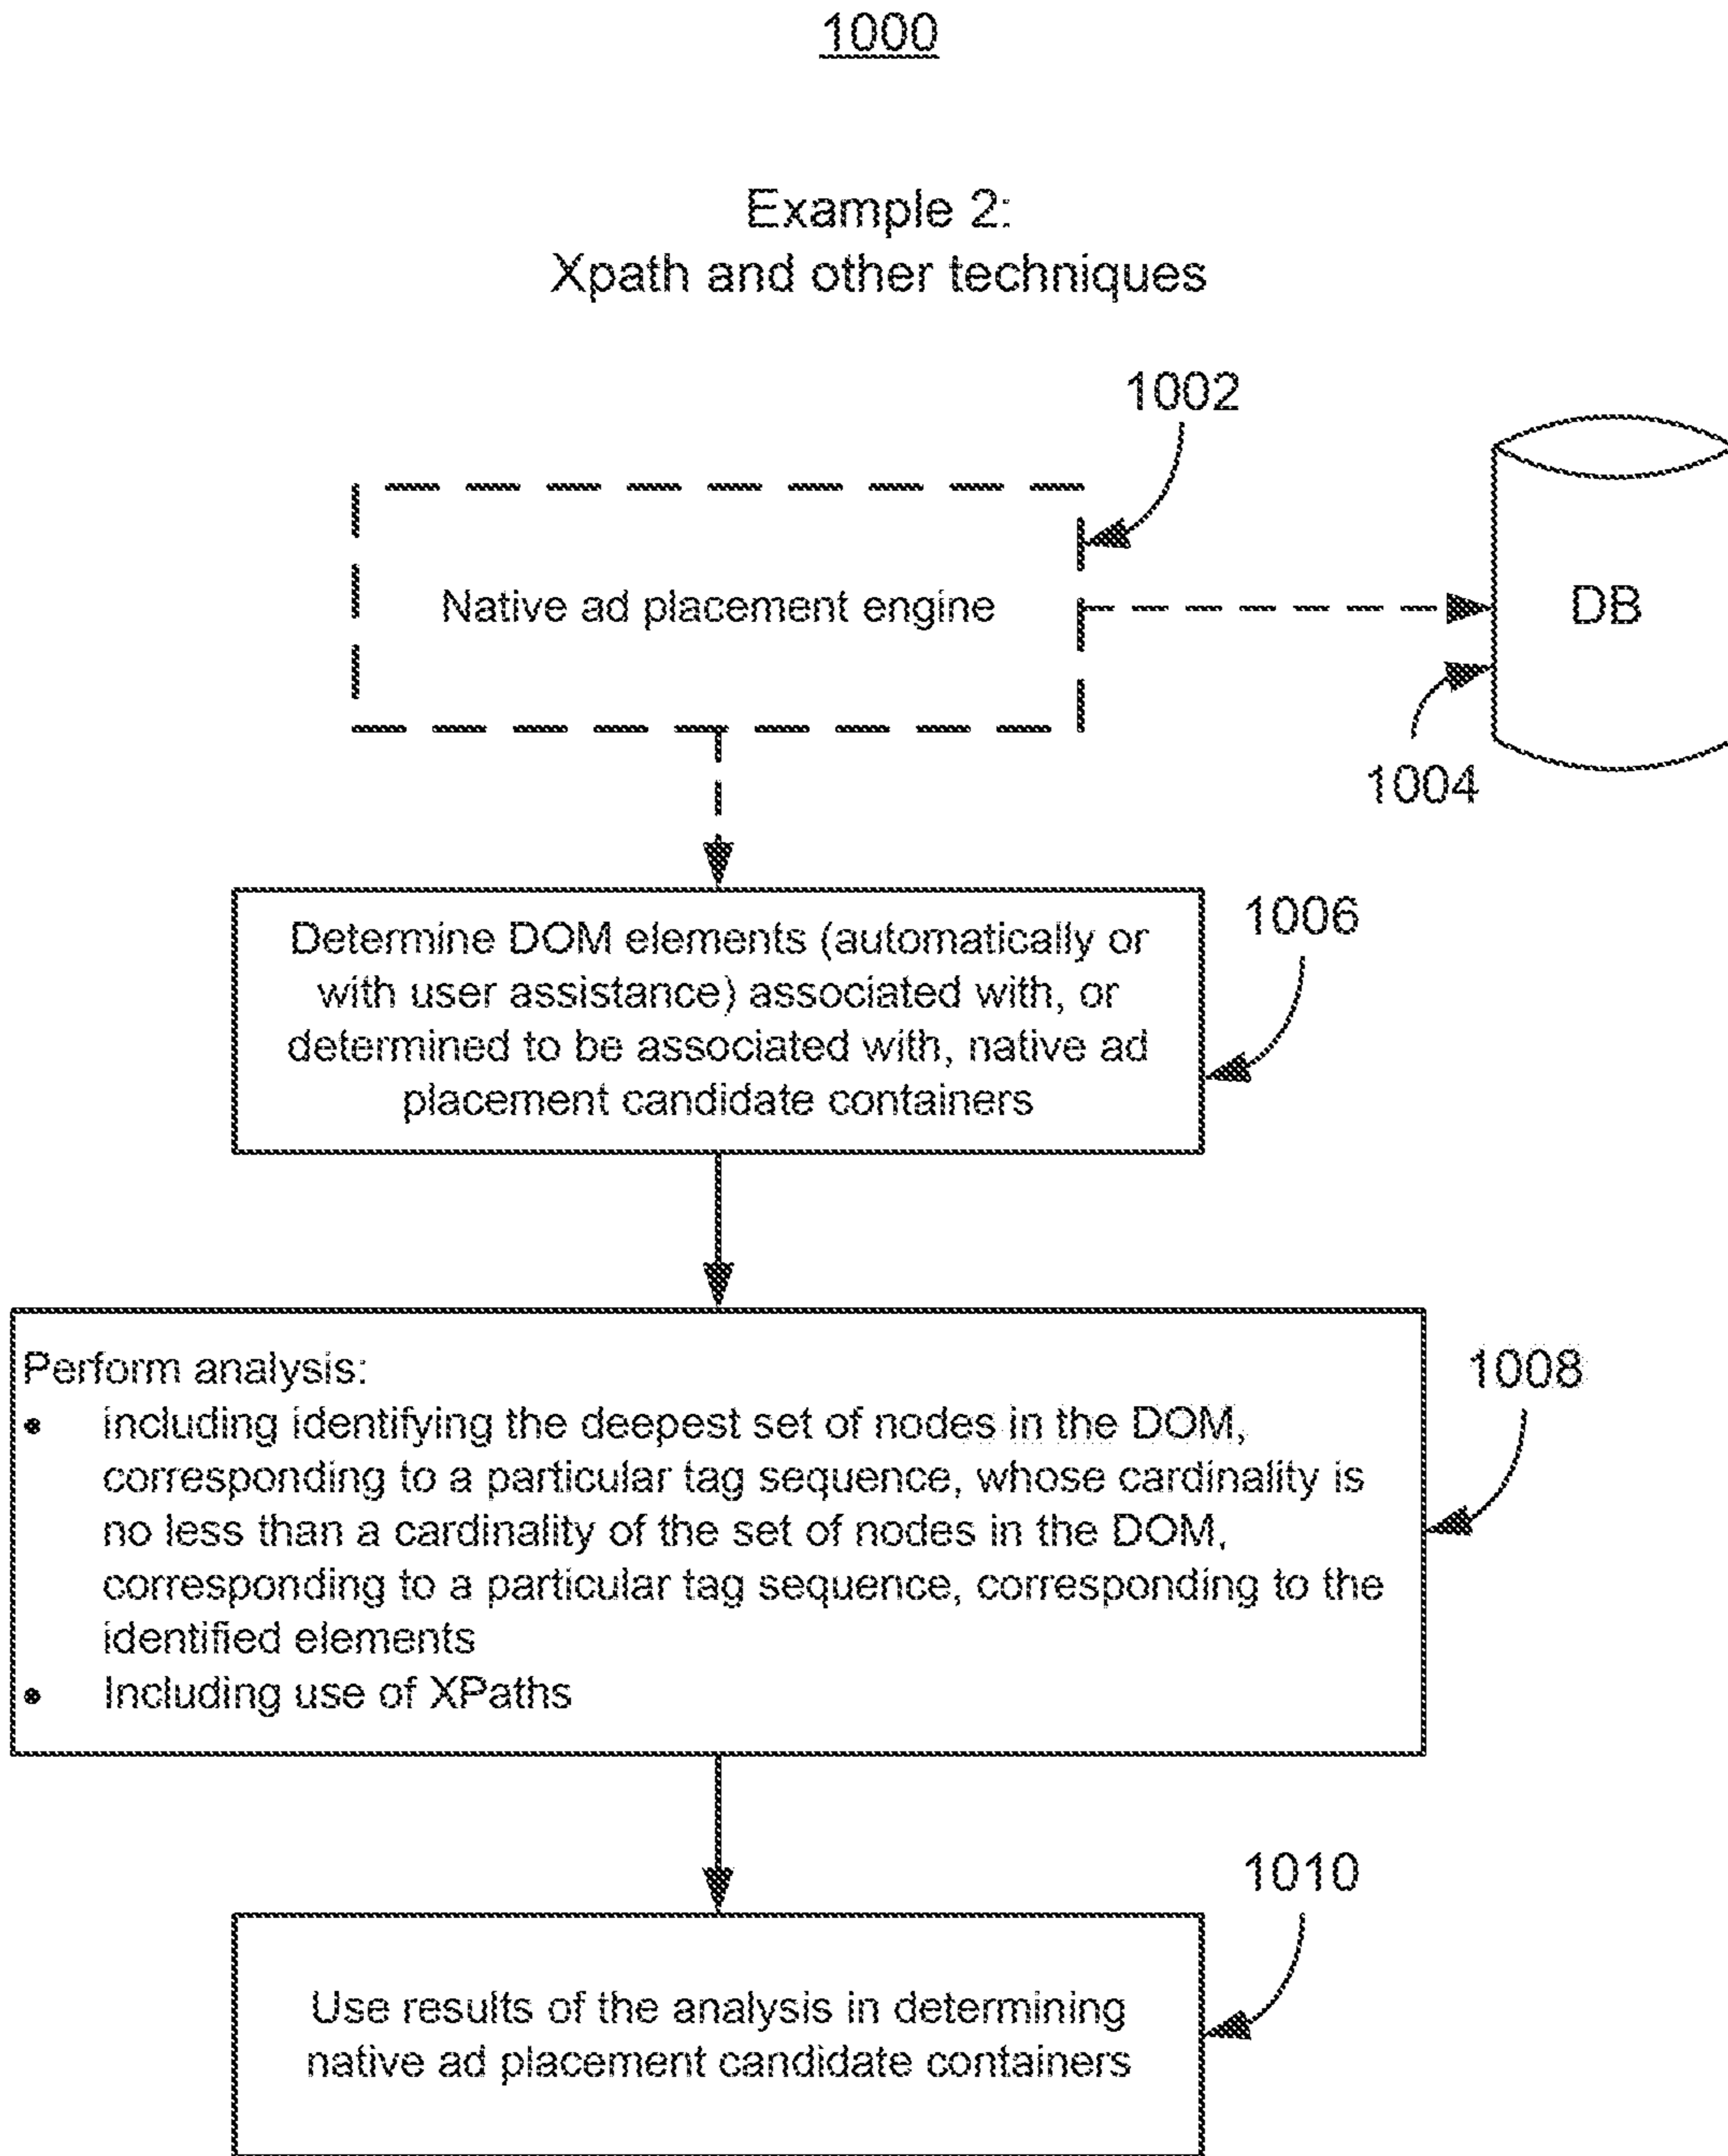 1000
Example 2:
Xpath and other techniques
1002
Native ad placement engine
DB
1004
Determine DOM elements (automatically or
with user assistance) associated with, or
determined to be associated with, native ad
placement candidate containers
1006
Perform analysis:
• including identifying the deepest set of nodes in the DOM,
corresponding to a particular tag sequence, whose cardinality is
no less than a cardinality of the set of nodes in the DOM,
corresponding to a particular tag sequence, corresponding to the
identified elements
• Including use of XPaths
1008
1010
Use results of the analysis in determining
native ad placement candidate containers